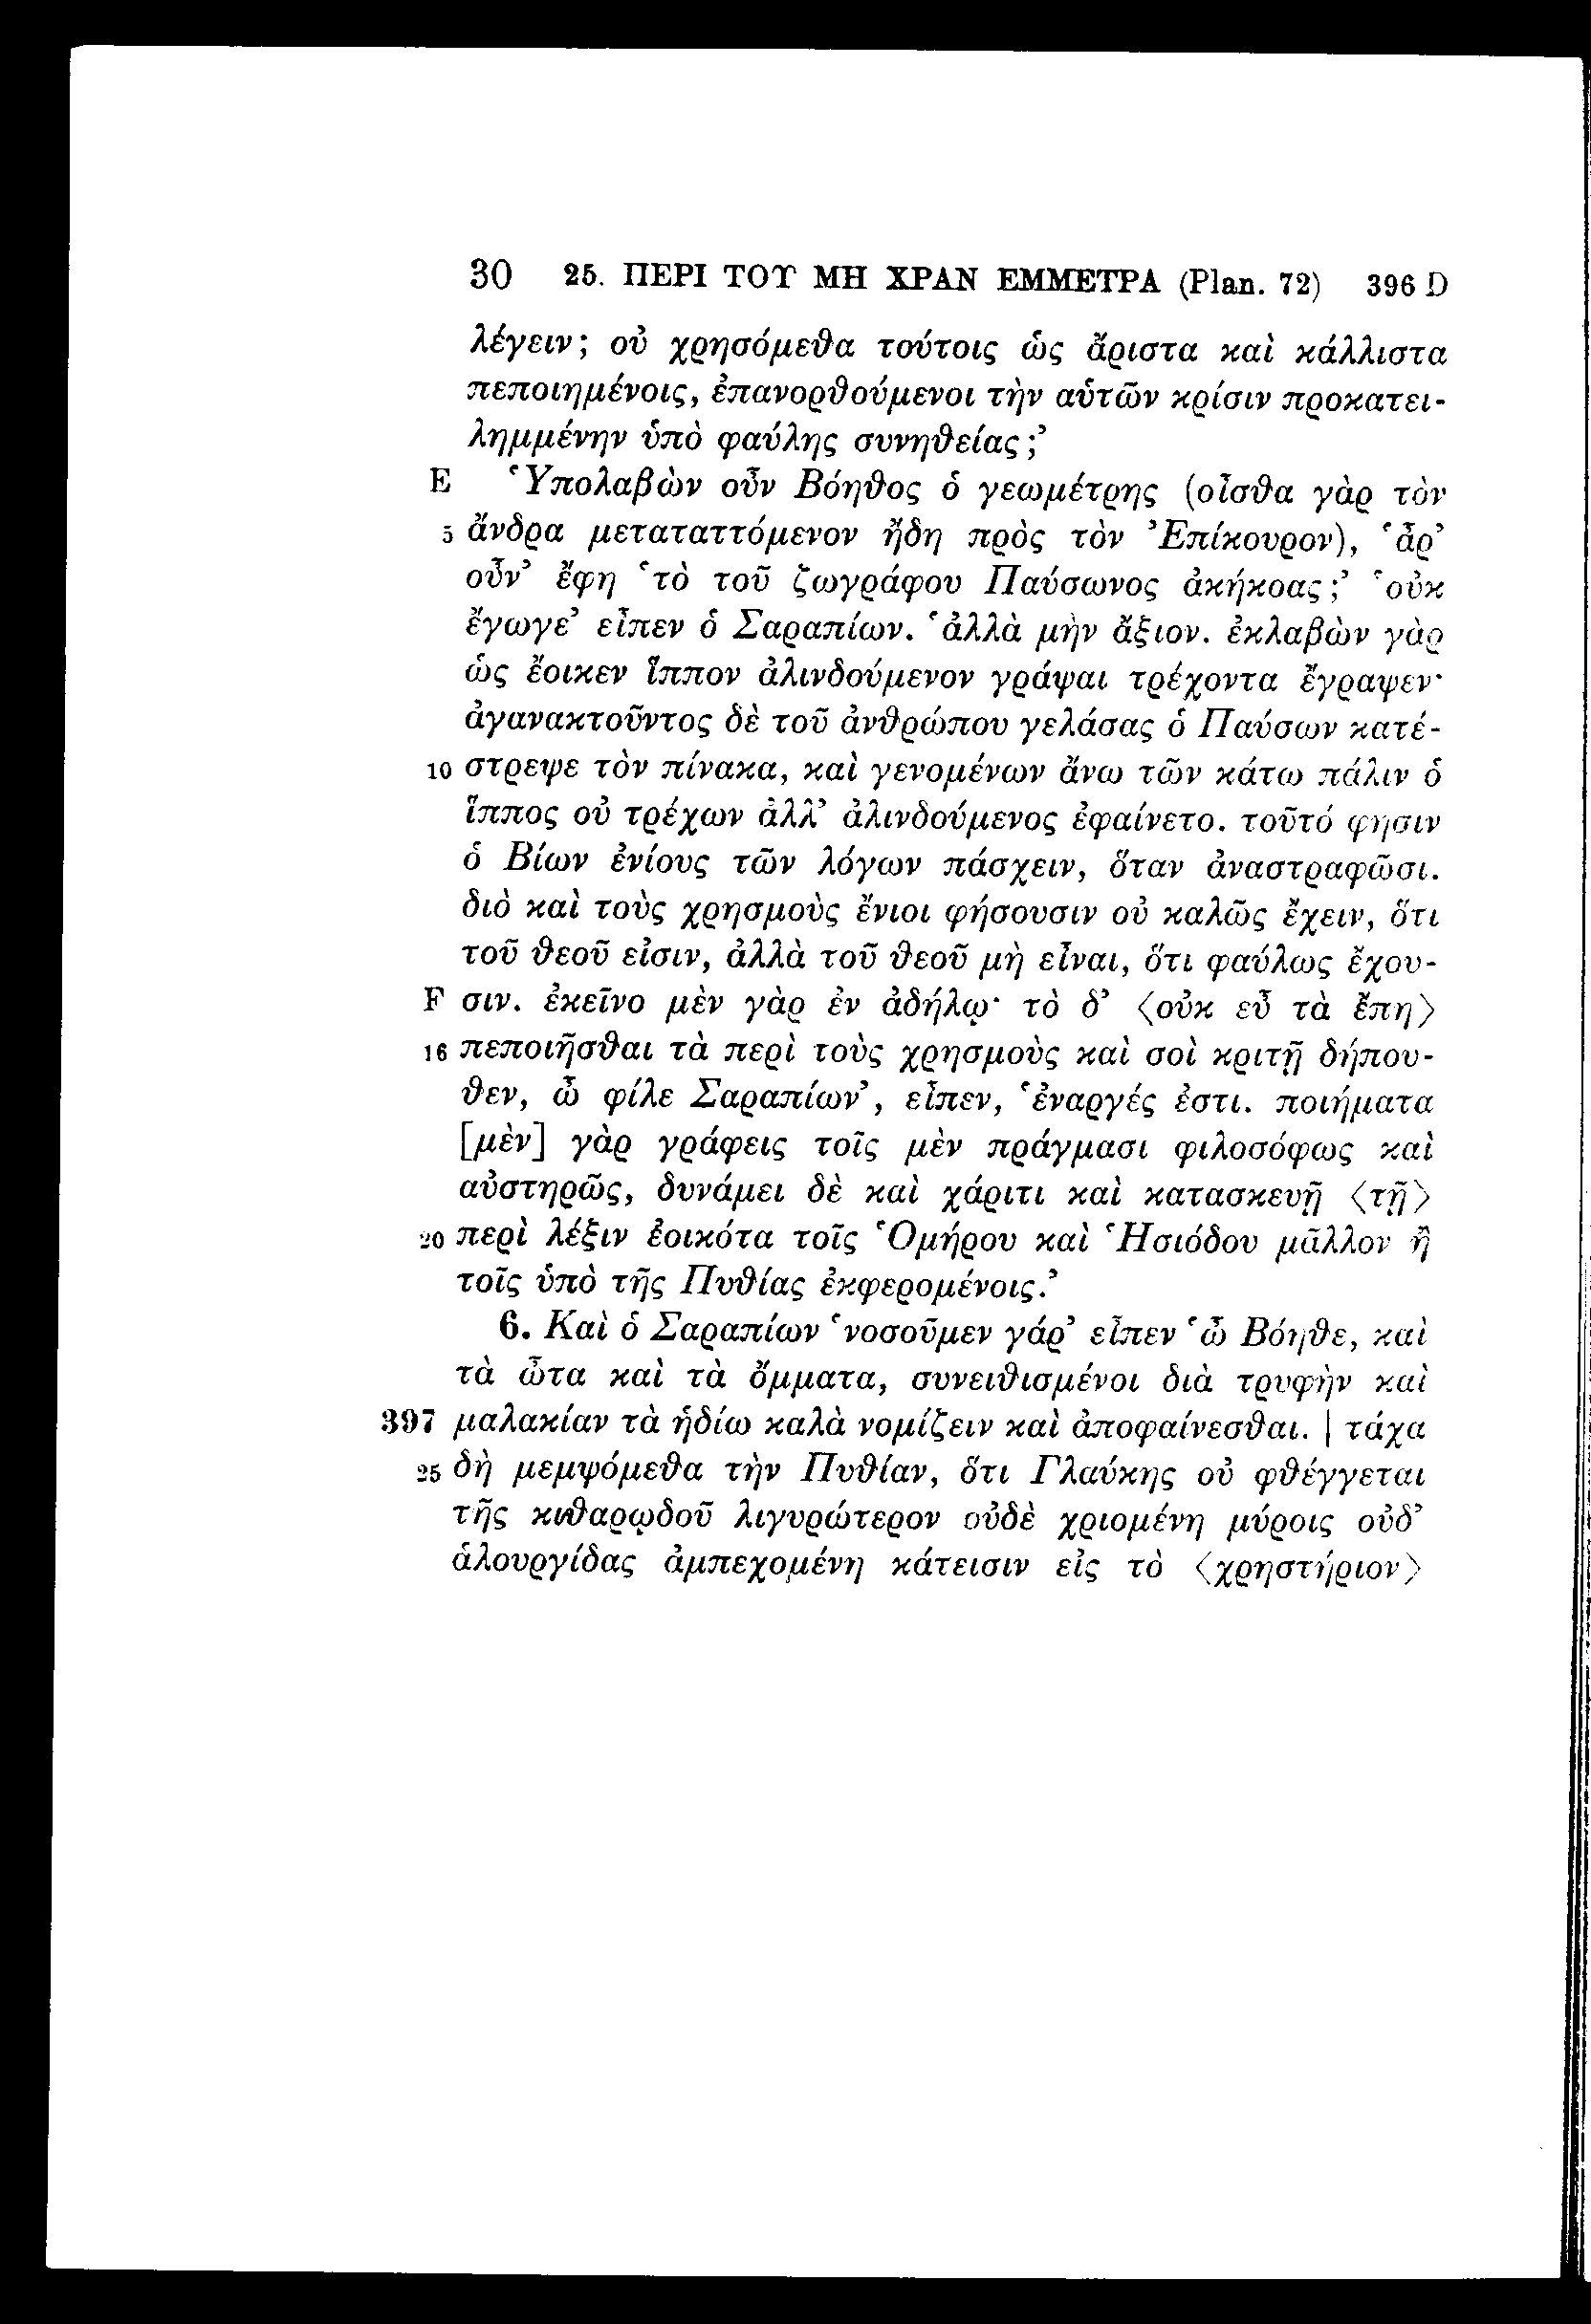 30 25. ΠΕΡΙ ΤΟΥ ΜΗ ΧΡΑΝ ΕΜΜΕΤΡΑ (Plan. 72) 396 D
λέγειν; οὐ χρησόμεθα τούτοις ὡς ἄριστα καὶ κάλλιστα
πεποιημένοις, ἐπανορθούμενοι τὴν αὑτῶν κρίσιν προκατει-
λημμένην ὑπὸ φαύλης συνηθείας;’
E Ὑπολαβὼν οὖν Βόηθος ὁ γεωμέτρης (οἶσθα γὰρ τὸν
5 ἄνδρα μεταταττόμενον ἤδη πρὸς τὸν Ἐπίκουρον), ‘ἆρ’
οὖν’ ἔφη ‘τὸ τοῦ ζωγράφου Παύσωνος ἀκήκοας;’ ‘οὐκ
ἔγωγε’ εἶπεν ὁ Σαραπίων. ‘ἀλλὰ μὴν ἄξιον. ἐκλαβὼν γὰρ
ὡς ἔοικεν ἵππον ἀλινδούμενον γράψαι τρέχοντα ἔγραψεν·
ἀγανακτοῦντος δὲ τοῦ ἀνθρώπου γελάσας ὁ Παύσων κατέ-
10 στρεψε τὸν πίνακα, καὶ γενομένων ἄνω τῶν κάτω πάλιν ὁ
ἵππος οὐ τρέχων ἀλλ’ ἀλινδούμενος ἐφαίνετο. τοῦτό φησιν
ὁ Βίων ἐνίους τῶν λόγων πάσχειν, ὅταν ἀναστραφῶσι.
διὸ καὶ τοὺς χρησμοὺς ἔνιοι φήσουσιν οὐ καλῶς ἔχειν, ὅτι
τοῦ θεοῦ εἰσιν, ἀλλὰ τοῦ θεοῦ μὴ εἶναι, ὅτι φαύλως ἔχου-
F σιν. ἐκεῖνο μὲν γὰρ ἐν ἀδήλῳ· τὸ δ’ 〈οὐκ εὖ τὰ ἔπη〉
16 πεποιῆσθαι τὰ περὶ τοὺς χρησμοὺς καὶ σοὶ κριτῇ δήπου-
θεν, ὦ φίλε Σαραπίων’, εἶπεν, ‘ἐναργές ἐστι. ποιήματα
[μὲν] γὰρ γράφεις τοῖς μὲν πράγμασι φιλοσόφως καὶ
αὐστηρῶς, δυνάμει δὲ καὶ χάριτι καὶ κατασκευῇ 〈τῇ〉
20 περὶ λέξιν ἐοικότα τοῖς Ὁμήρου καὶ Ἡσιόδου μᾶλλον ἢ
τοῖς ὑπὸ τῆς Πυθίας ἐκφερομένοις.’
6. Καὶ ὁ Σαραπίων ‘νοσοῦμεν γάρ’ εἶπεν ‘ὦ Βόηθε, καὶ
τὰ ὦτα καὶ τὰ ὄμματα, συνειθισμένοι διὰ τρυφὴν καὶ
397 μαλακίαν τὰ ἡδίω καλὰ νομίζειν καὶ ἀποφαίνεσθαι. | τάχα
25 δὴ μεμψόμεθα τὴν Πυθίαν, ὅτι Γλαύκης οὐ φθέγγεται
τῆς κιθαρῳδοῦ λιγυρώτερον οὐδὲ χριομένη μύροις οὐδ’
ἁλουργίδας ἀμπεχομένη κάτεισιν εἰς τὸ 〈χρηστήριον〉